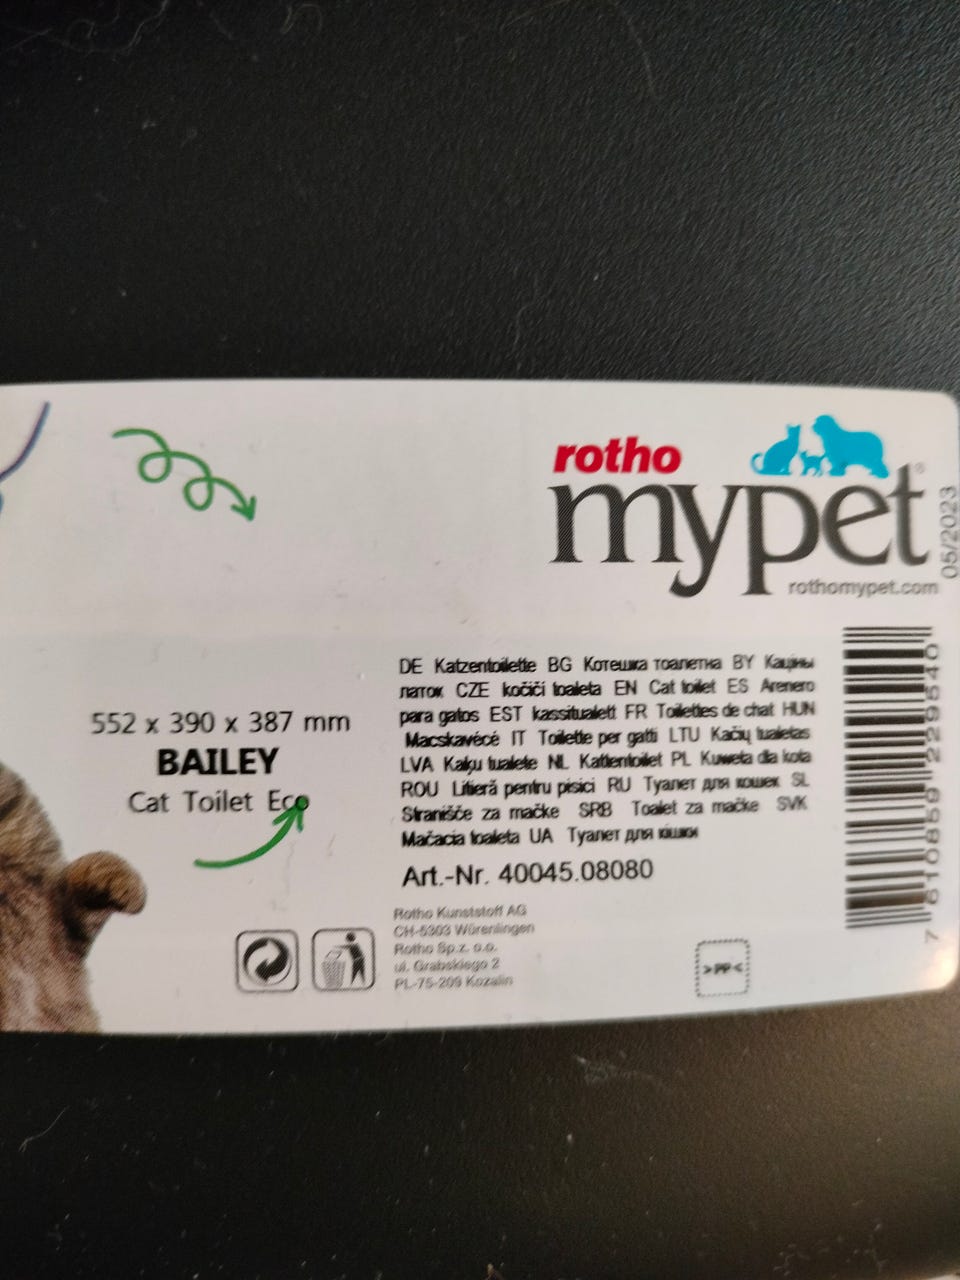 rotho
mypet®
rothomypet.com
05/2023
552 x 390 x 387 mm
BAILEY
Cat Toilet Eco
DE Katzentoilette BG Котешка тоалетна BY Кацiны
латок CZE kočičí toaleta EN Cat toilet ES Arenero
para gatos EST kassitualett FR Toilettes de chat HUN
Macskavécé IT Toilette per gatti LTU Kačių tualetas
LVA Kaķu tualete NL Kattentoilet PL Kuweta dla kota
ROU Litieră pentru pisici RU Туалет для кошек SL
Stranišče za mačke SRB Toalet za mačke SVK
Mačacia toaleta UA Туалет для кішки
Art.-Nr. 40045.08080
Rotho Kunststoff AG
CH-5303 Würenlingen
Rotho Sp.z. o.o.
ul. Grabskiego 2
PL-75-209 Kozalin
>PP<
7610859229540